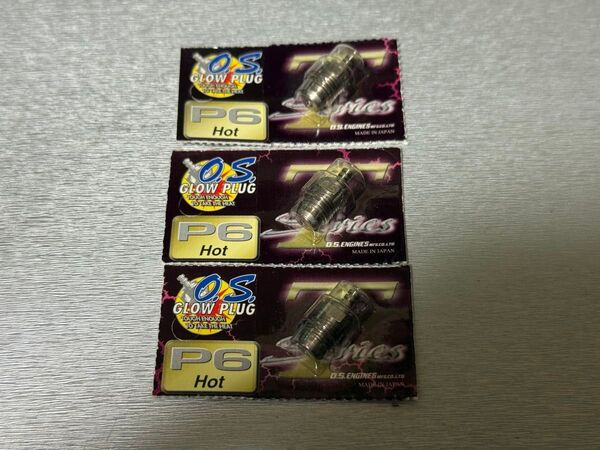 O.S.
GLOW PLUG
P6
Hot
Series
O.S.ENGINES MFG.CO.LTD
MADE IN JAPAN
O.S.
GLOW PLUG
TOUGH ENOUGH
TO TAKE THE HEAT
P6
Hot
O.S.ENGINES MFG.CO.LTD
MADE IN JAPAN
O.S.
GLOW PLUG
TOUGH ENOUGH
TO TAKE THE HEAT
P6
Hot
O.S.ENGINES MFG.CO.LTD
MADE IN JAPAN